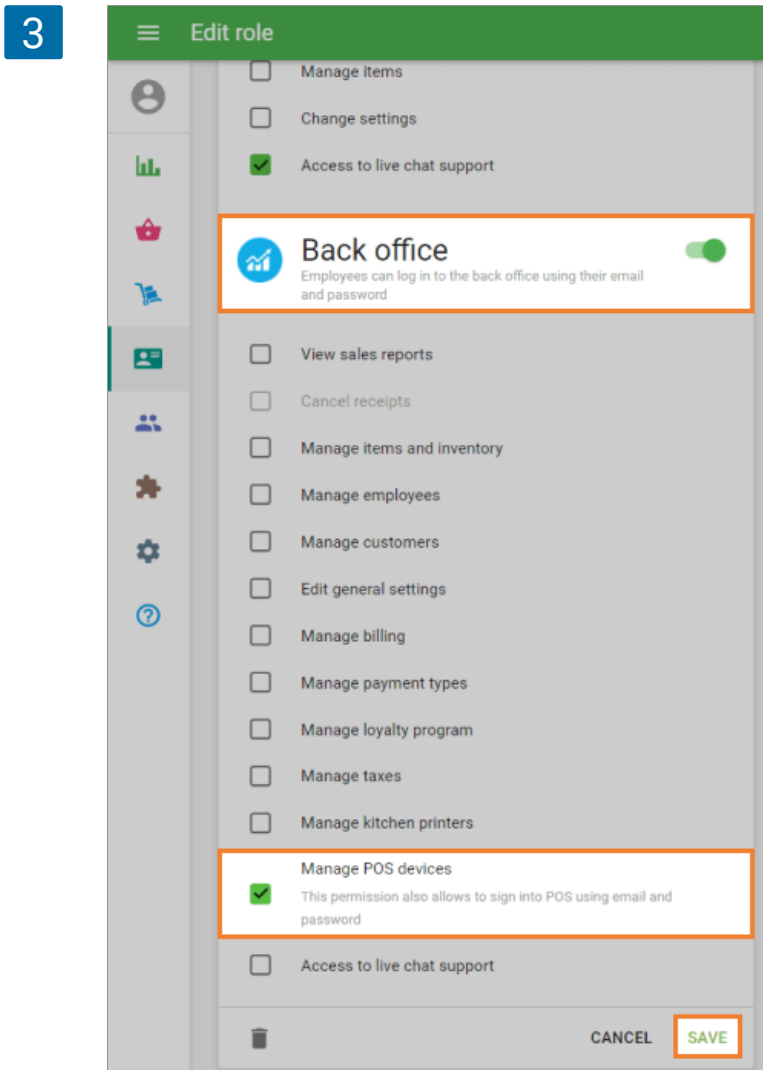 3
Edit role
Manage items
Change settings
Access to live chat support
Back office
Employees can log in to the back office using their email
and password
View sales reports
Cancel receipts
Manage items and inventory
Manage employees
Manage customers
Edit general settings
Manage billing
Manage payment types
Manage loyalty program
Manage taxes
Manage kitchen printers
Manage POS devices
This permission also allows to sign into POS using email and
password
Access to live chat support
CANCEL SAVE